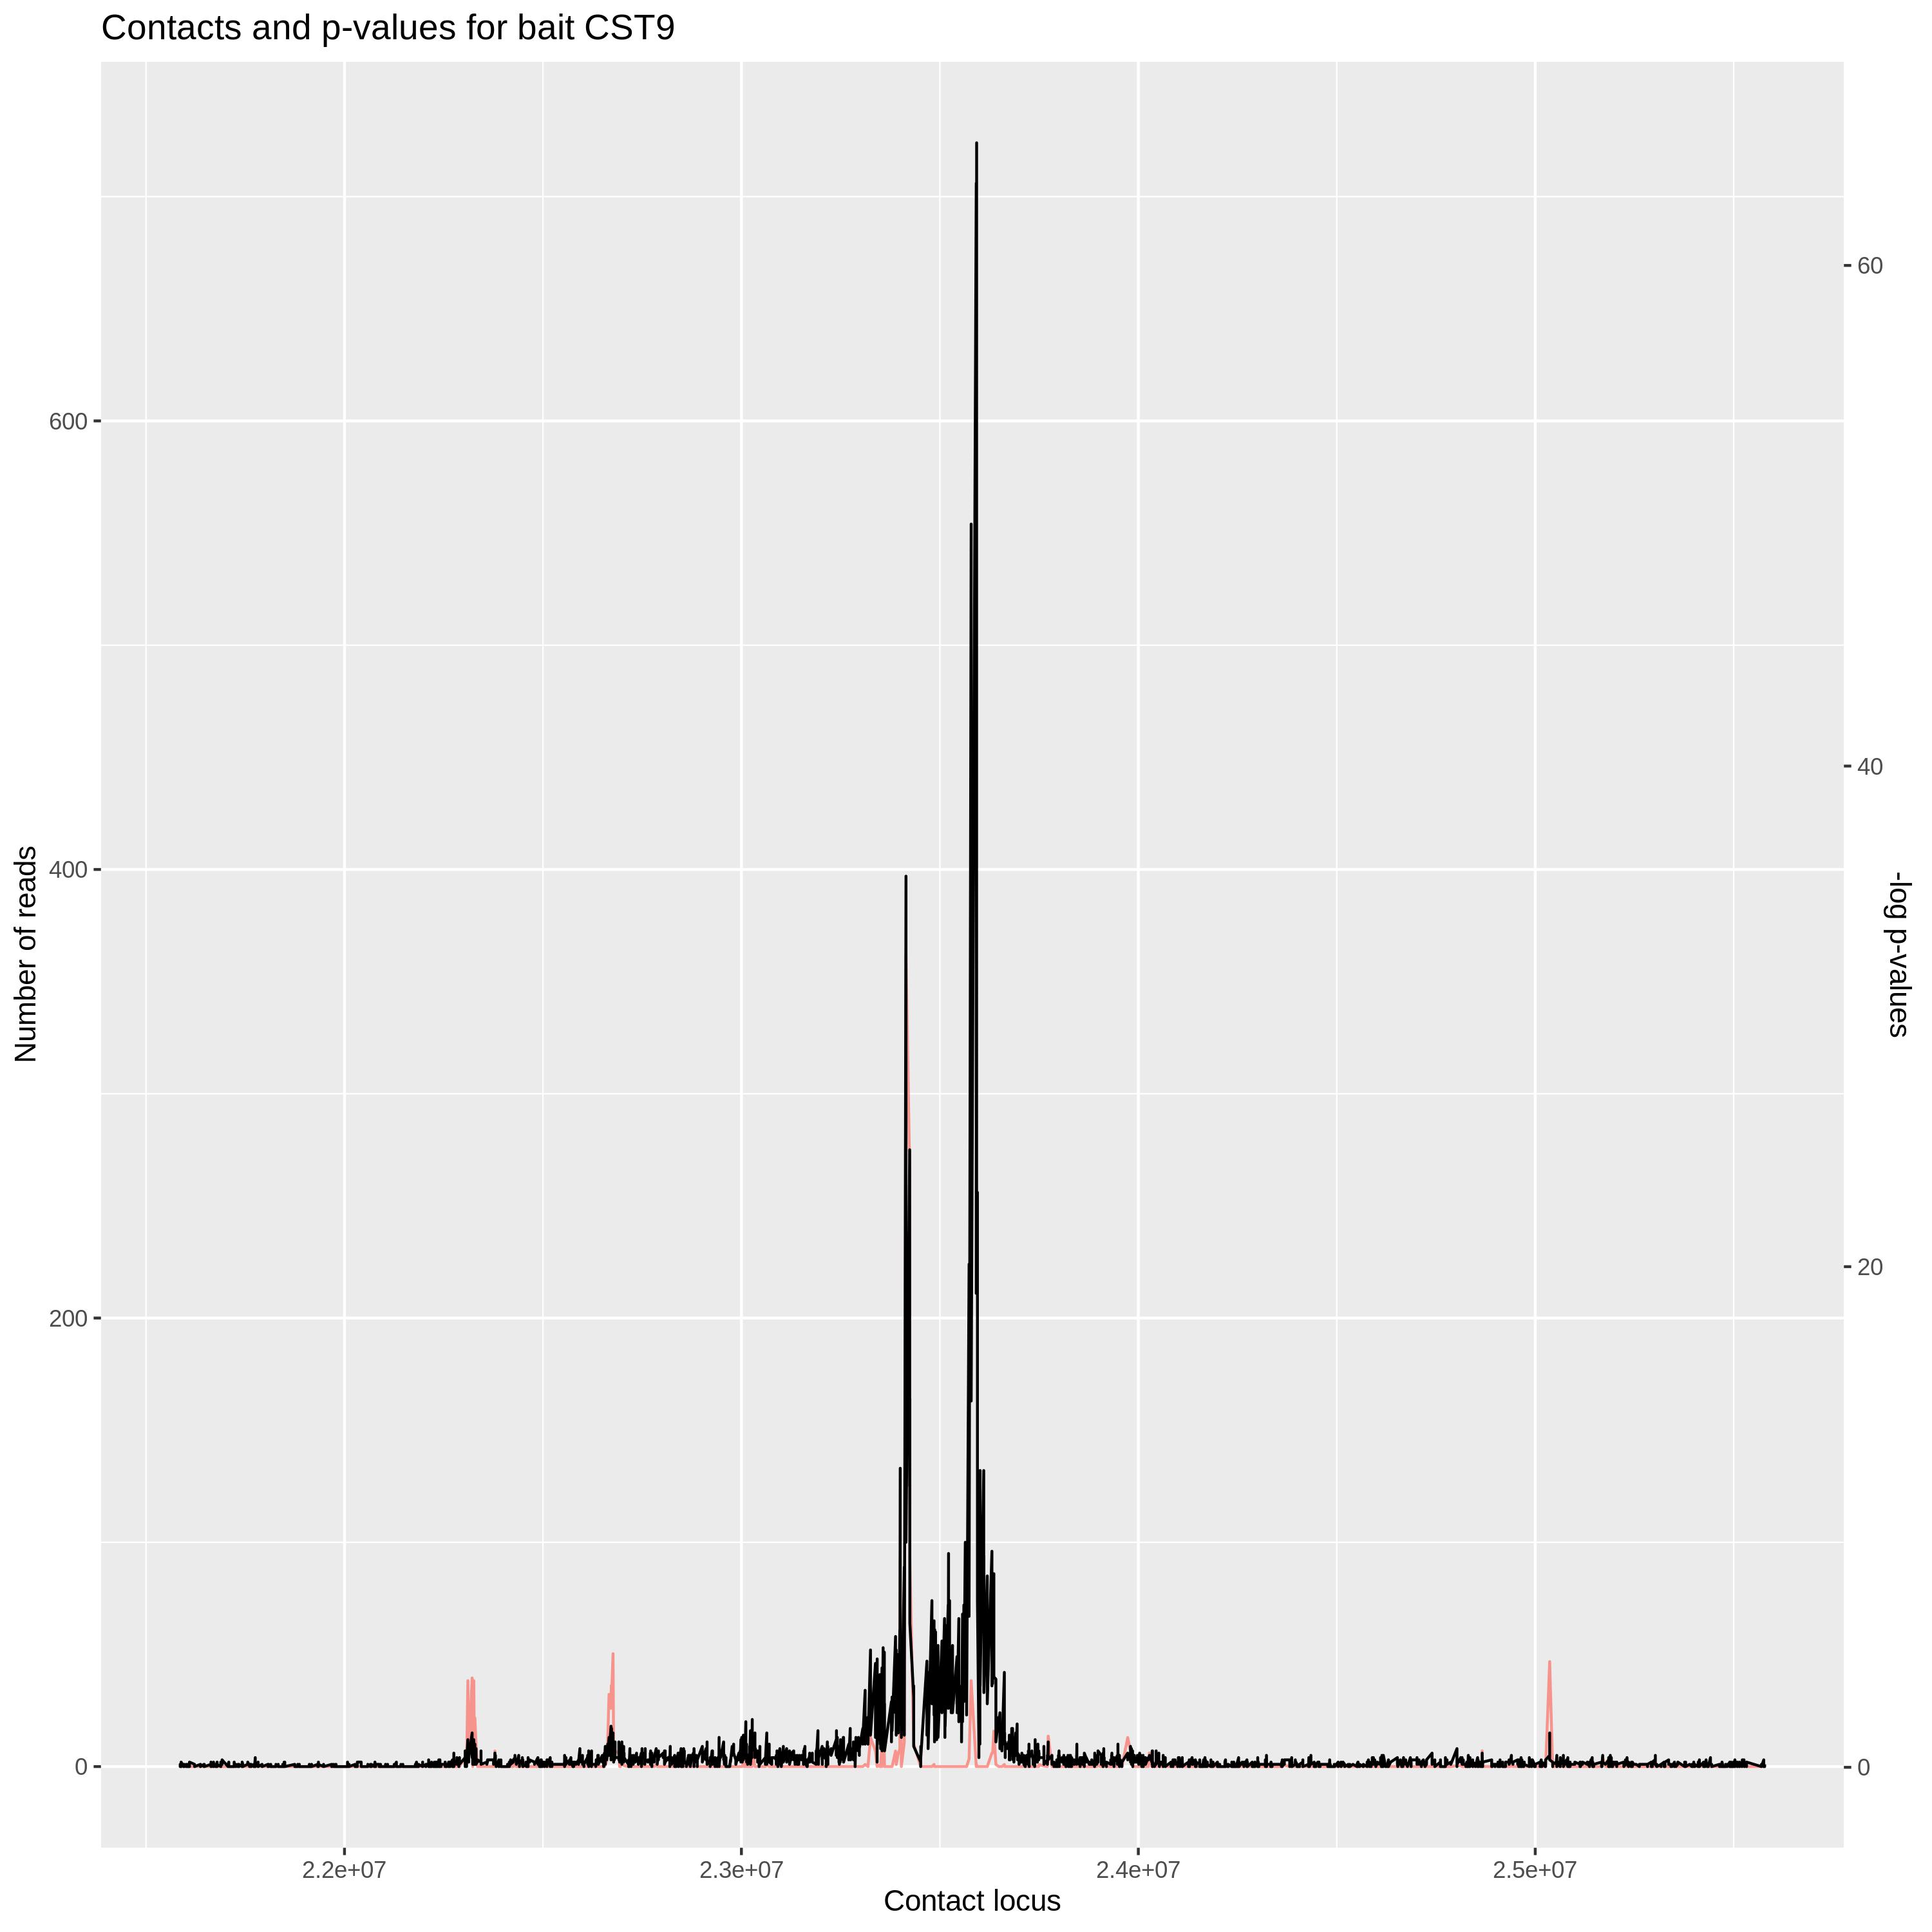 Contacts and p-values for bait CST9
Number of reads
600
400
200
0
60
40
20
0
-log p-values
2.2e+07
2.3e+07
2.4e+07
2.5e+07
Contact locus